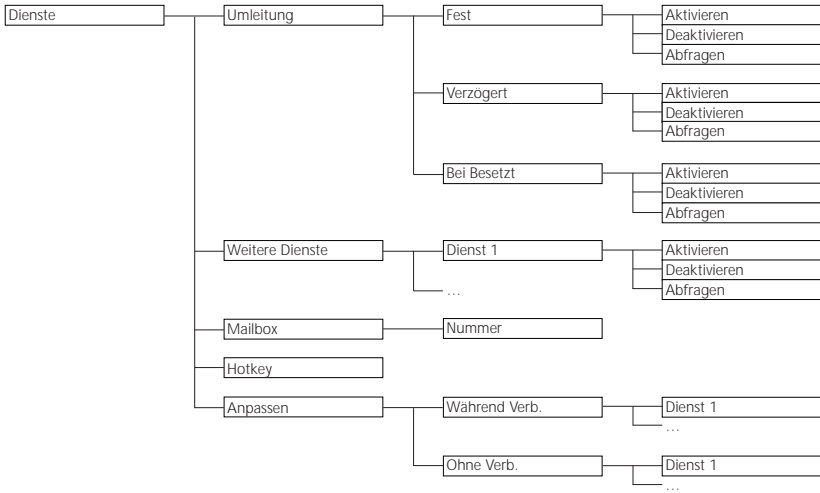 Dienste Umleitung Fest Aktivieren
Deaktivieren
Abfragen
Verzögert Aktivieren
Deaktivieren
Abfragen
Bei Besetzt Aktivieren
Deaktivieren
Abfragen
Weitere Dienste Dienst 1 Aktivieren
... Deaktivieren
Abfragen
Mailbox Nummer
Hotkey
Anpassen Während Verb. Dienst 1
...
Ohne Verb. Dienst 1
...